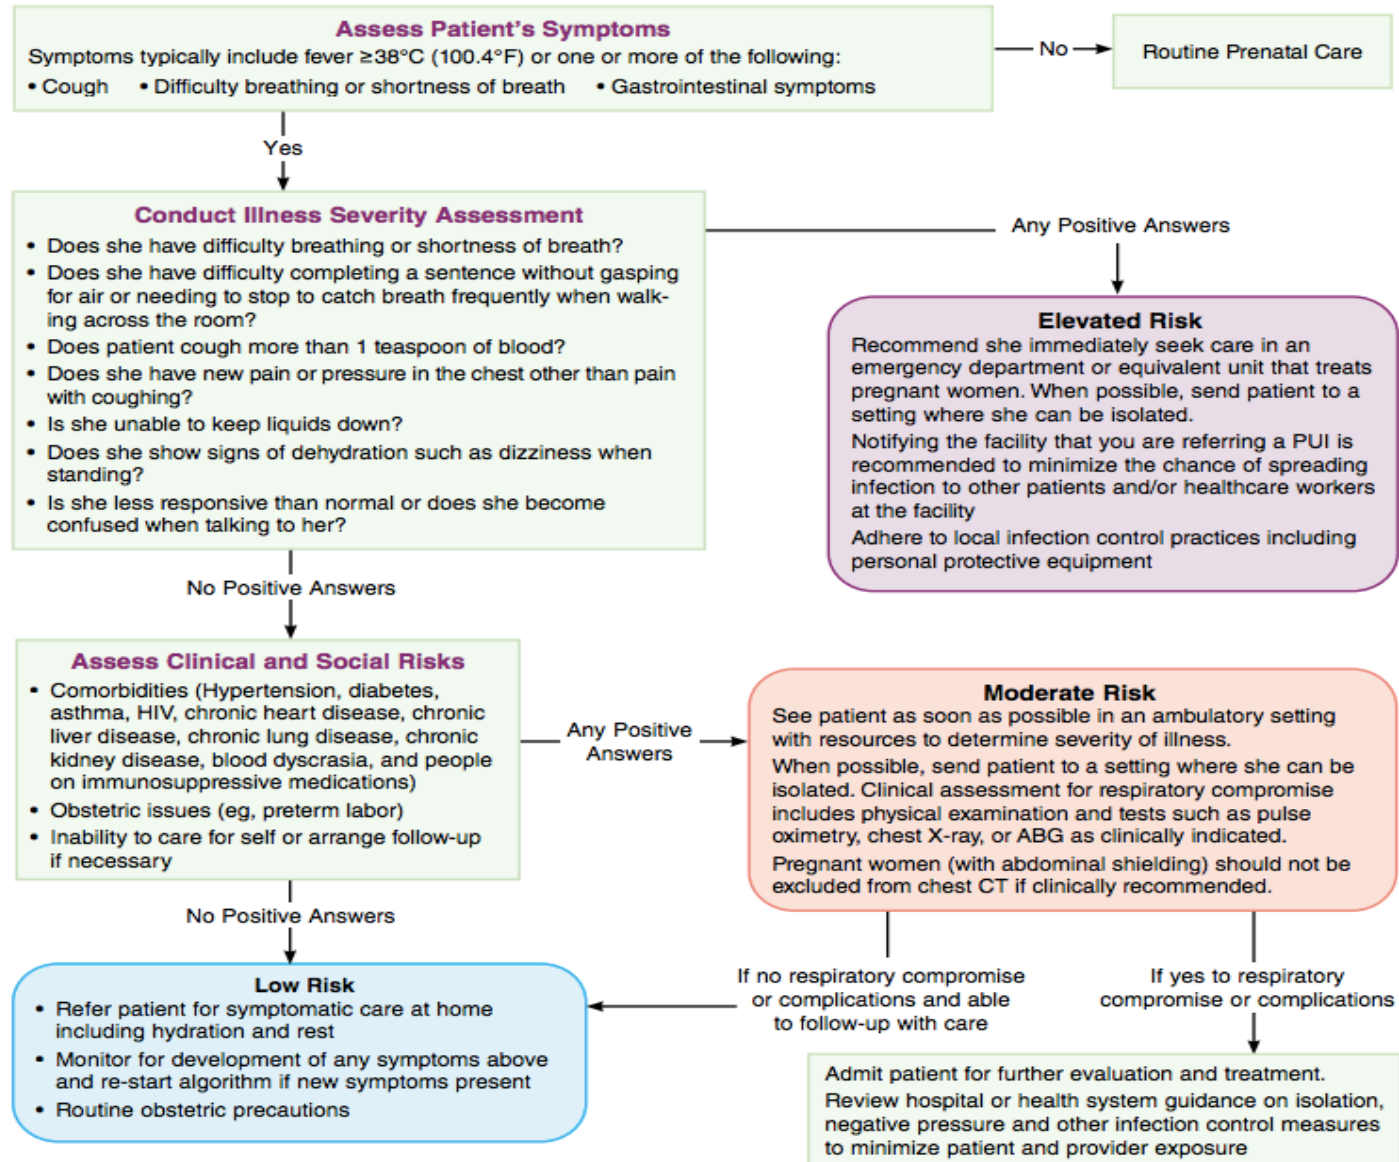 Assess Patient's Symptoms
Symptoms typically include fever ≥38°C (100.4°F) or one or more of the following:
• Cough • Difficulty breathing or shortness of breath • Gastrointestinal symptoms
No
Routine Prenatal Care
Yes
Conduct Illness Severity Assessment
• Does she have difficulty breathing or shortness of breath?
• Does she have difficulty completing a sentence without gasping
for air or needing to stop to catch breath frequently when walk-
ing across the room?
• Does patient cough more than 1 teaspoon of blood?
• Does she have new pain or pressure in the chest other than pain
with coughing?
• Is she unable to keep liquids down?
• Does she show signs of dehydration such as dizziness when
standing?
• Is she less responsive than normal or does she become
confused when talking to her?
Any Positive Answers
Elevated Risk
Recommend she immediately seek care in an
emergency department or equivalent unit that treats
pregnant women. When possible, send patient to a
setting where she can be isolated.
Notifying the facility that you are referring a PUI is
recommended to minimize the chance of spreading
infection to other patients and/or healthcare workers
at the facility
Adhere to local infection control practices including
personal protective equipment
No Positive Answers
Assess Clinical and Social Risks
• Comorbidities (Hypertension, diabetes,
asthma, HIV, chronic heart disease, chronic
liver disease, chronic lung disease, chronic
kidney disease, blood dyscrasia, and people
on immunosuppressive medications)
• Obstetric issues (eg, preterm labor)
• Inability to care for self or arrange follow-up
if necessary
Any Positive
Answers
Moderate Risk
See patient as soon as possible in an ambulatory setting
with resources to determine severity of illness.
When possible, send patient to a setting where she can be
isolated. Clinical assessment for respiratory compromise
includes physical examination and tests such as pulse
oximetry, chest X-ray, or ABG as clinically indicated.
Pregnant women (with abdominal shielding) should not be
excluded from chest CT if clinically recommended.
No Positive Answers
Low Risk
• Refer patient for symptomatic care at home
including hydration and rest
• Monitor for development of any symptoms above
and re-start algorithm if new symptoms present
• Routine obstetric precautions
If no respiratory compromise
or complications and able
to follow-up with care
If yes to respiratory
compromise or complications
Admit patient for further evaluation and treatment.
Review hospital or health system guidance on isolation,
negative pressure and other infection control measures
to minimize patient and provider exposure